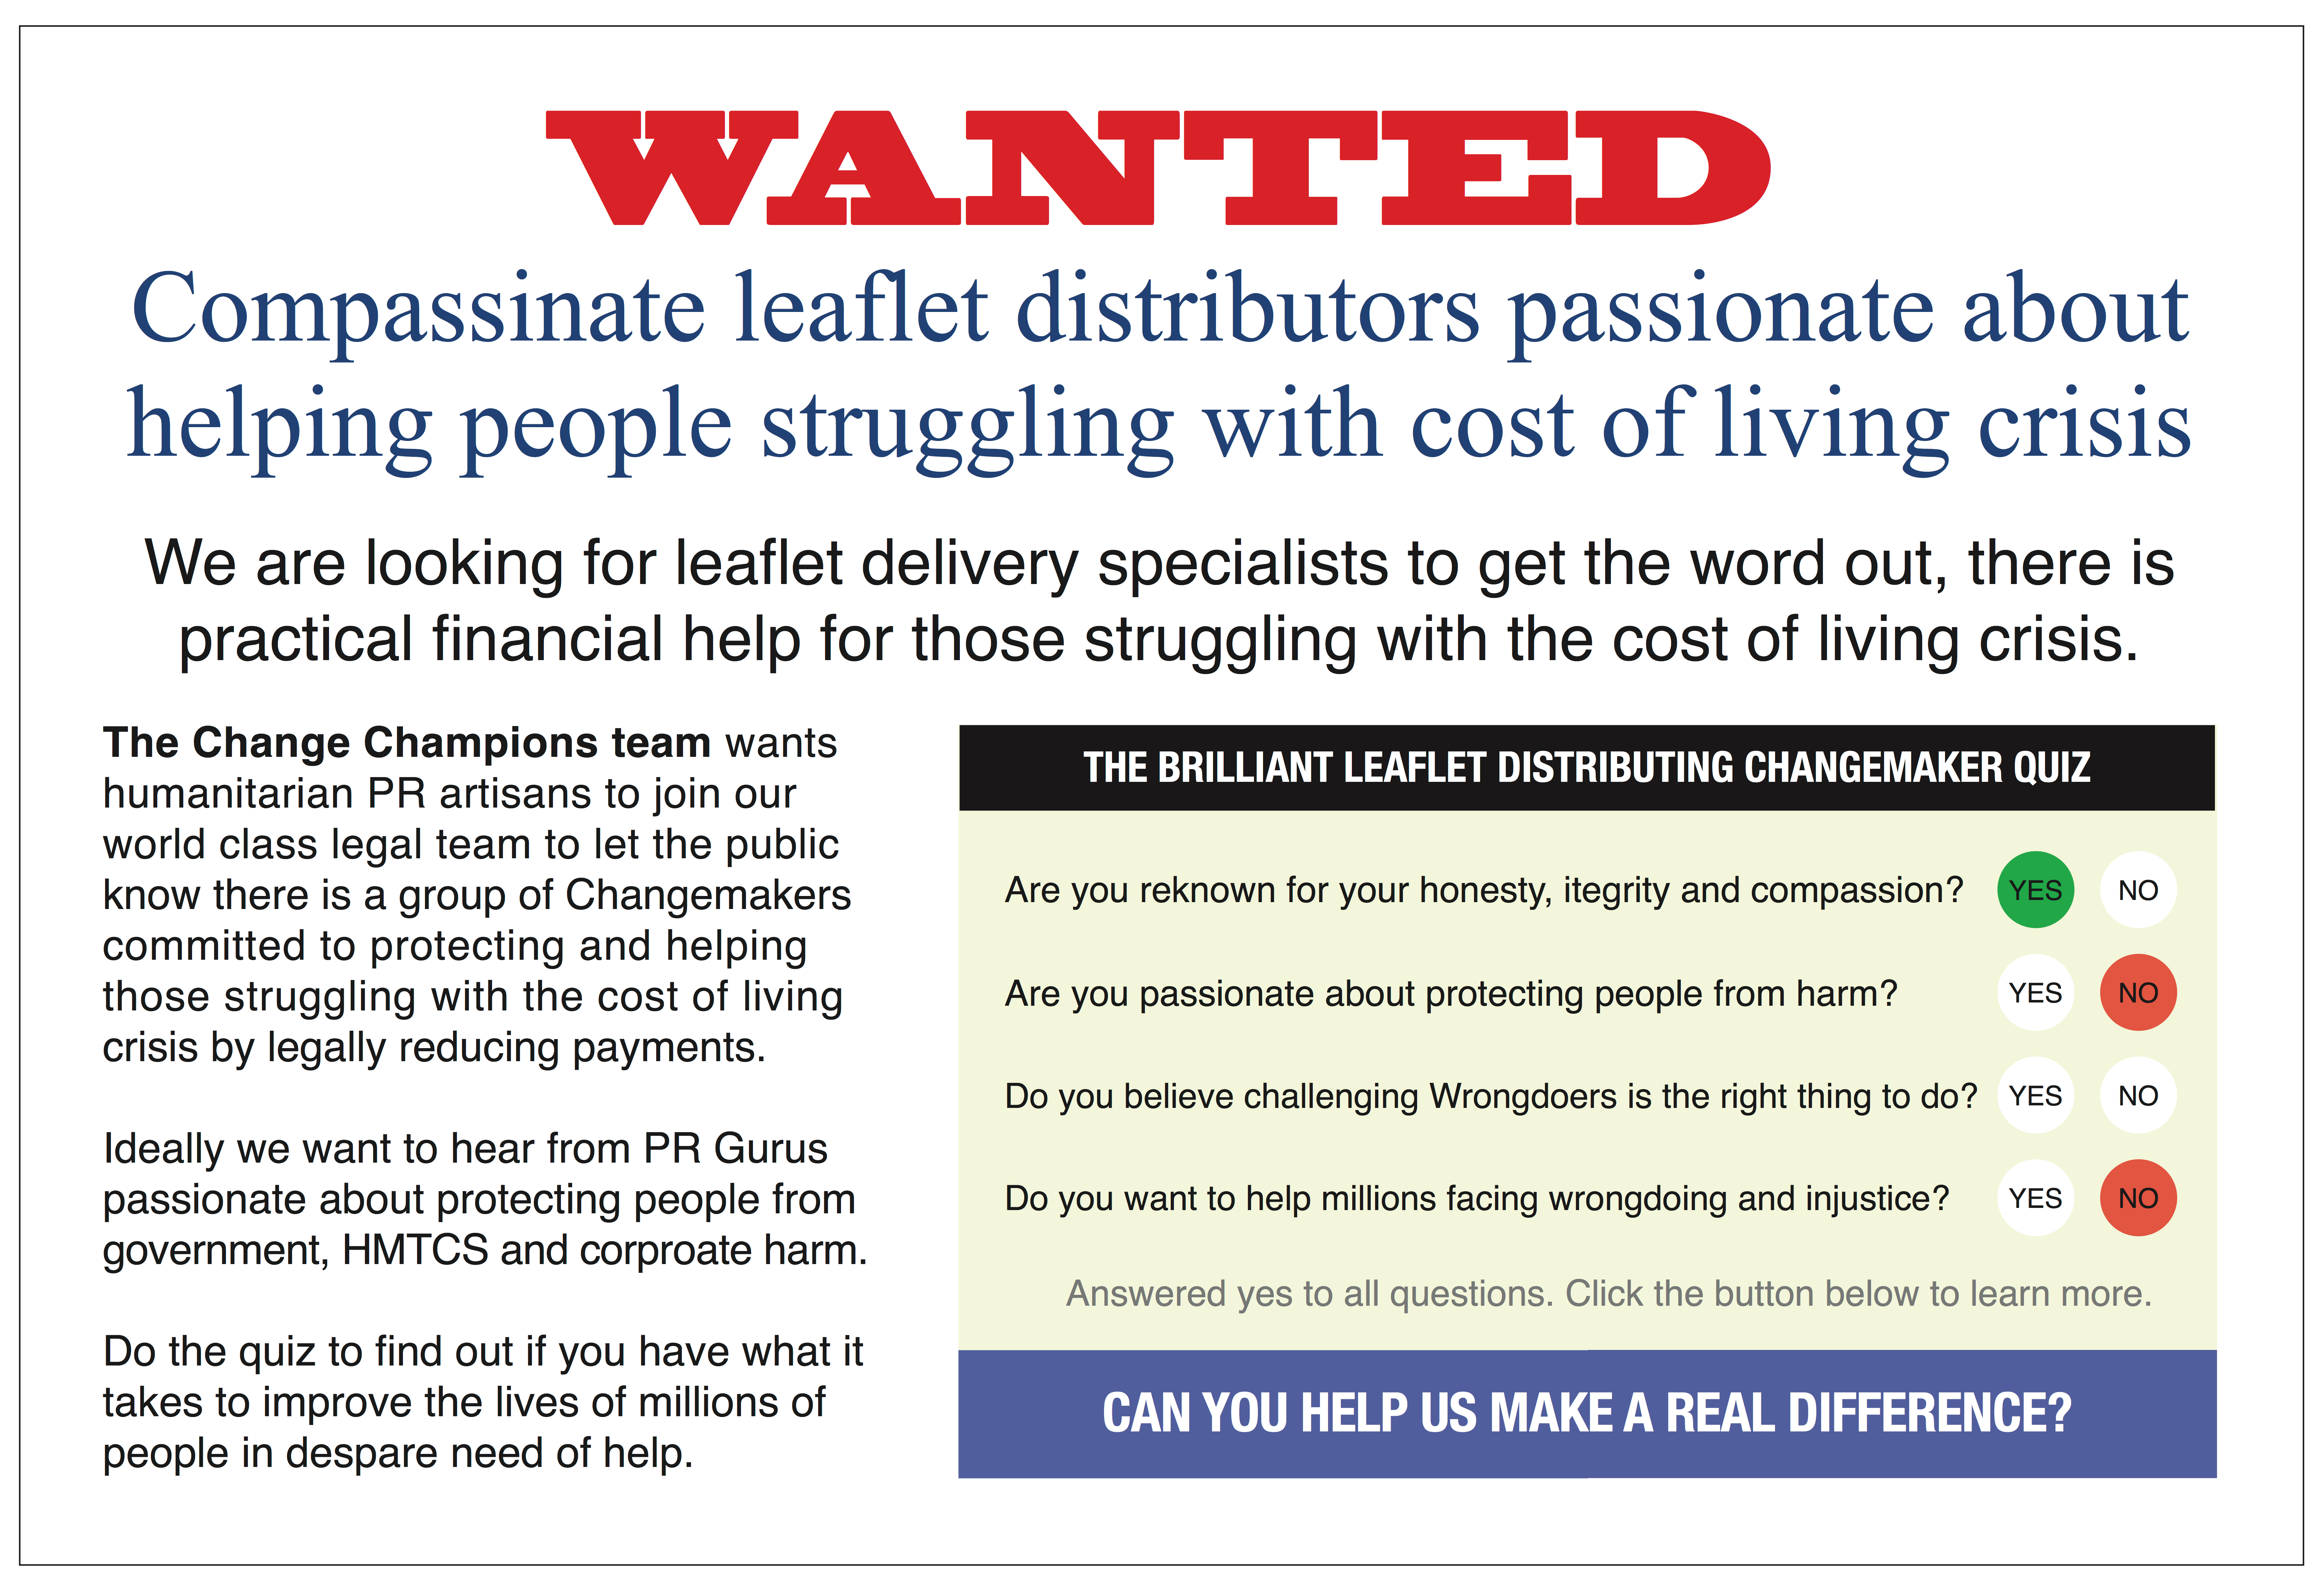 WANTED
Compassinate leaflet distributors passionate about
helping people struggling with cost of living crisis
We are looking for leaflet delivery specialists to get the word out, there is
practical financial help for those struggling with the cost of living crisis.
The Change Champions team wants
humanitarian PR artisans to join our
world class legal team to let the public
know there is a group of Changemakers
committed to protecting and helping
those struggling with the cost of living
crisis by legally reducing payments.
Ideally we want to hear from PR Gurus
passionate about protecting people from
government, HMTCS and corproate harm.
Do the quiz to find out if you have what it
takes to improve the lives of millions of
people in despare need of help.
THE BRILLIANT LEAFLET DISTRIBUTING CHANGEMAKER QUIZ
Are you reknown for your honesty, itegrity and compassion? YES NO
Are you passionate about protecting people from harm? YES NO
Do you believe challenging Wrongdoers is the right thing to do? YES NO
Do you want to help millions facing wrongdoing and injustice? YES NO
Answered yes to all questions. Click the button below to learn more.
CAN YOU HELP US MAKE A REAL DIFFERENCE?